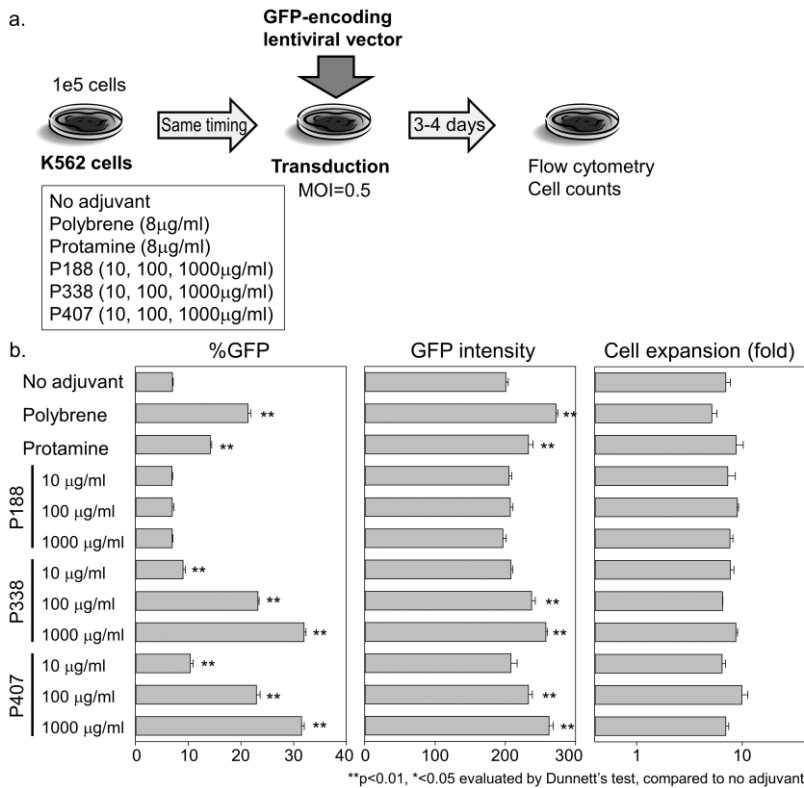 a.
GFP-encoding
lentiviral vector
1e5 cells
Same timing
3-4 days
K562 cells
Transduction
MOI=0.5
Flow cytometry
Cell counts
No adjuvant
Polybrene (8μg/ml)
Protamine (8μg/ml)
P188 (10, 100, 1000μg/ml)
P338 (10, 100, 1000μg/ml)
P407 (10, 100, 1000μg/ml)
b.
%GFP
GFP intensity
Cell expansion (fold)
No adjuvant
Polybrene
**
**
Protamine
**
**
P188
10 μg/ml
100 μg/ml
1000 μg/ml
P338
10 μg/ml
**
100 μg/ml
**
**
1000 μg/ml
**
**
P407
10 μg/ml
**
100 μg/ml
**
**
1000 μg/ml
**
**
0 10 20 30 40
0 100 200 300
1 10
**p<0.01, *<0.05 evaluated by Dunnett's test, compared to no adjuvant